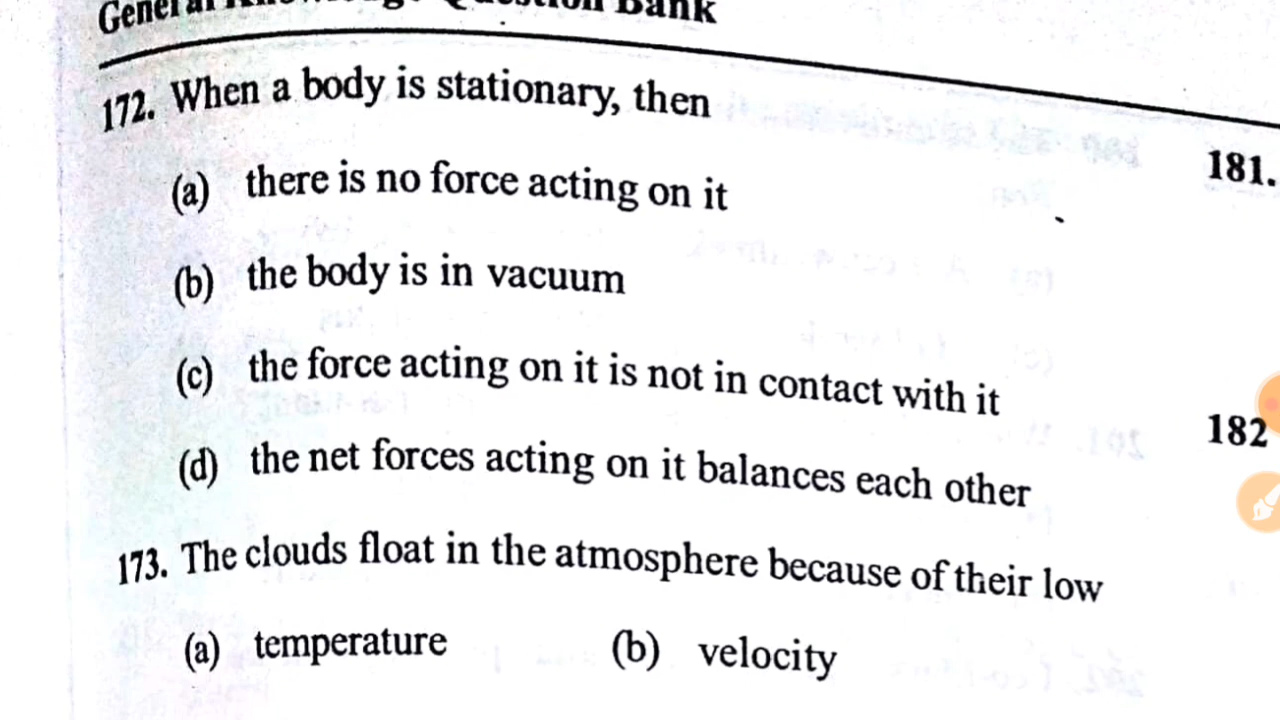 General Question Bank
172. When a body is stationary, then
(a) there is no force acting on it
(b) the body is in vacuum
(c) the force acting on it is not in contact with it
(d) the net forces acting on it balances each other
173. The clouds float in the atmosphere because of their low
(a) temperature (b) velocity
181.
182